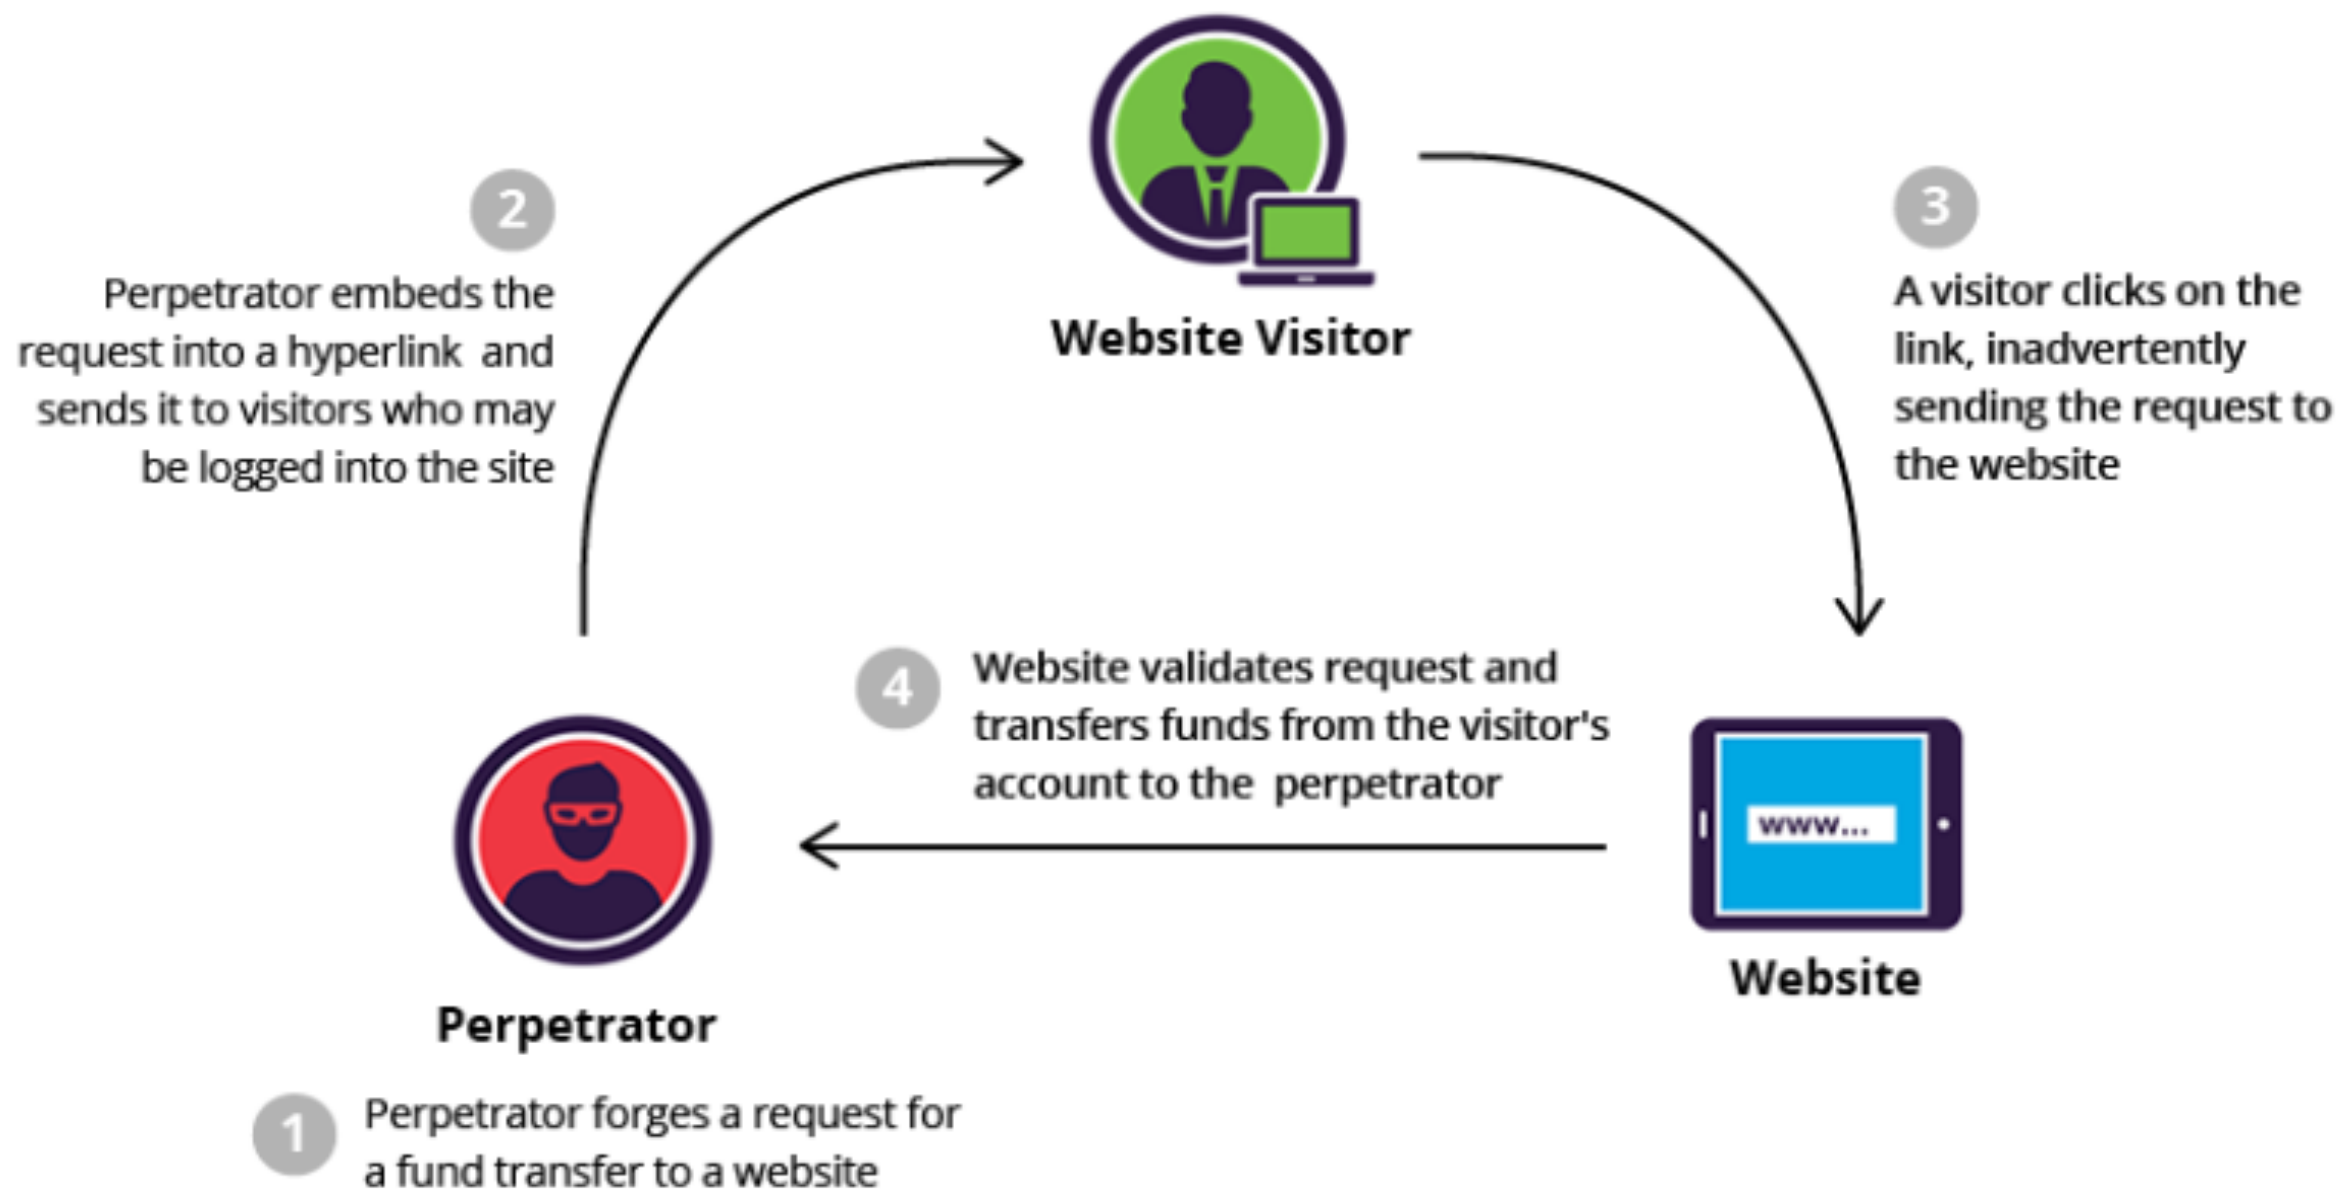 2
Perpetrator embeds the
request into a hyperlink and
sends it to visitors who may
be logged into the site
Website Visitor
3
A visitor clicks on the
link, inadvertently
sending the request to
the website
4
Website validates request and
transfers funds from the visitor's
account to the perpetrator
www...
Website
Perpetrator
1
Perpetrator forges a request for
a fund transfer to a website